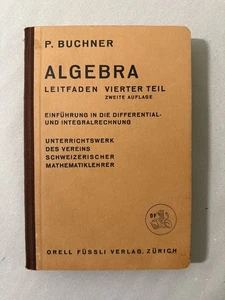 P. BUCHNER
ALGEBRA
LEITFADEN VIERTER TEIL
ZWEITE AUFLAGE
EINFÜHRUNG IN DIE DIFFERENTIAL-
UND INTEGRALRECHNUNG
UNTERRICHTSWERK
DES VEREINS
SCHWEIZERISCHER
MATHEMATIKLEHRER
ORELL FÜSSLI VERLAG, ZÜRICH